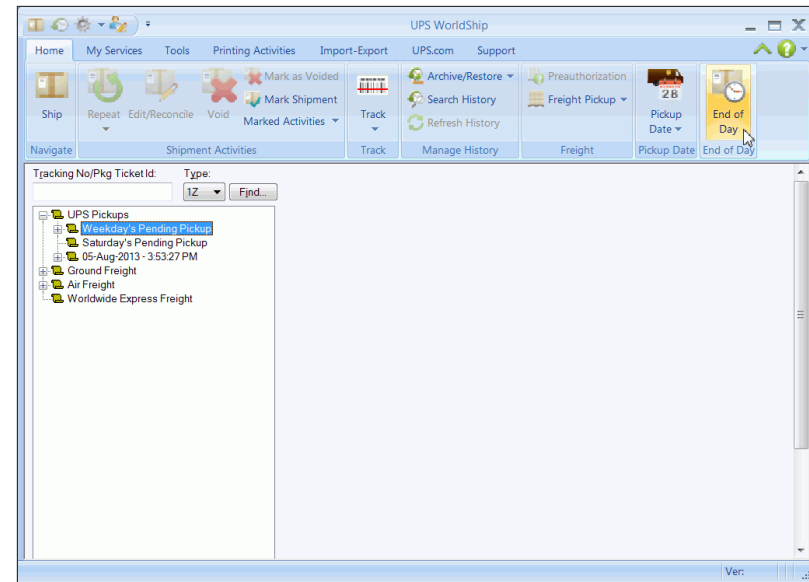 UPS WorldShip
Home My Services Tools Printing Activities Import-Export UPS.com Support
Ship
Repeat
Edit/Reconcile
Void
Mark as Voided
Mark Shipment
Marked Activities
Track
Archive/Restore
Search History
Refresh History
Preauthorization
Freight Pickup
28
Pickup
Date
End of
Day
Navigate Shipment Activities Track Manage History Freight Pickup Date End of Day
Tracking No/Pkg Ticket Id: Type:
1Z Find...
UPS Pickups
Weekday's Pending Pickup
Saturday's Pending Pickup
05-Aug-2013 - 3:53:27 PM
Ground Freight
Air Freight
Worldwide Express Freight
Ver: